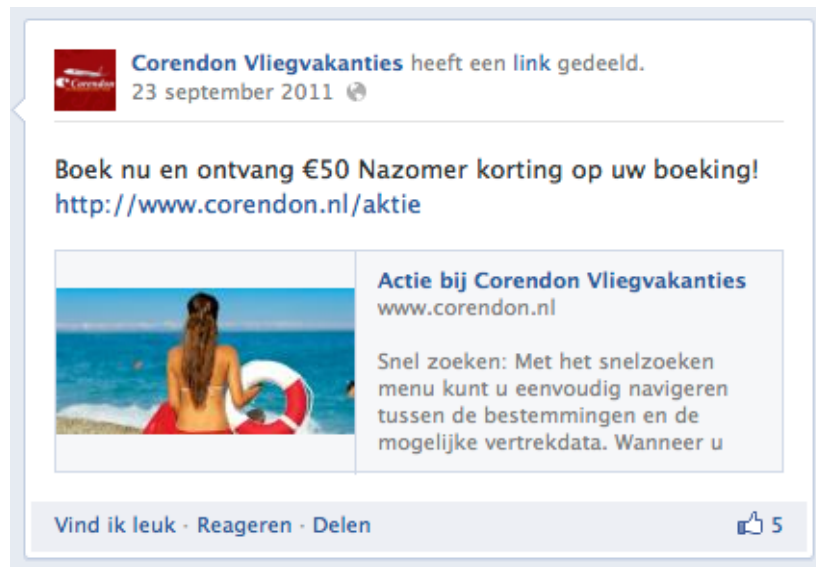 Corendon
Corendon Vliegvakanties heeft een link gedeeld.
23 september 2011
Boek nu en ontvang €50 Nazomer korting op uw boeking!
http://www.corendon.nl/aktie
Actie bij Corendon Vliegvakanties
www.corendon.nl
Snel zoeken: Met het snelzoeken
menu kunt u eenvoudig navigeren
tussen de bestemmingen en de
mogelijke vertrekdata. Wanneer u
Vind ik leuk · Reageren · Delen
5